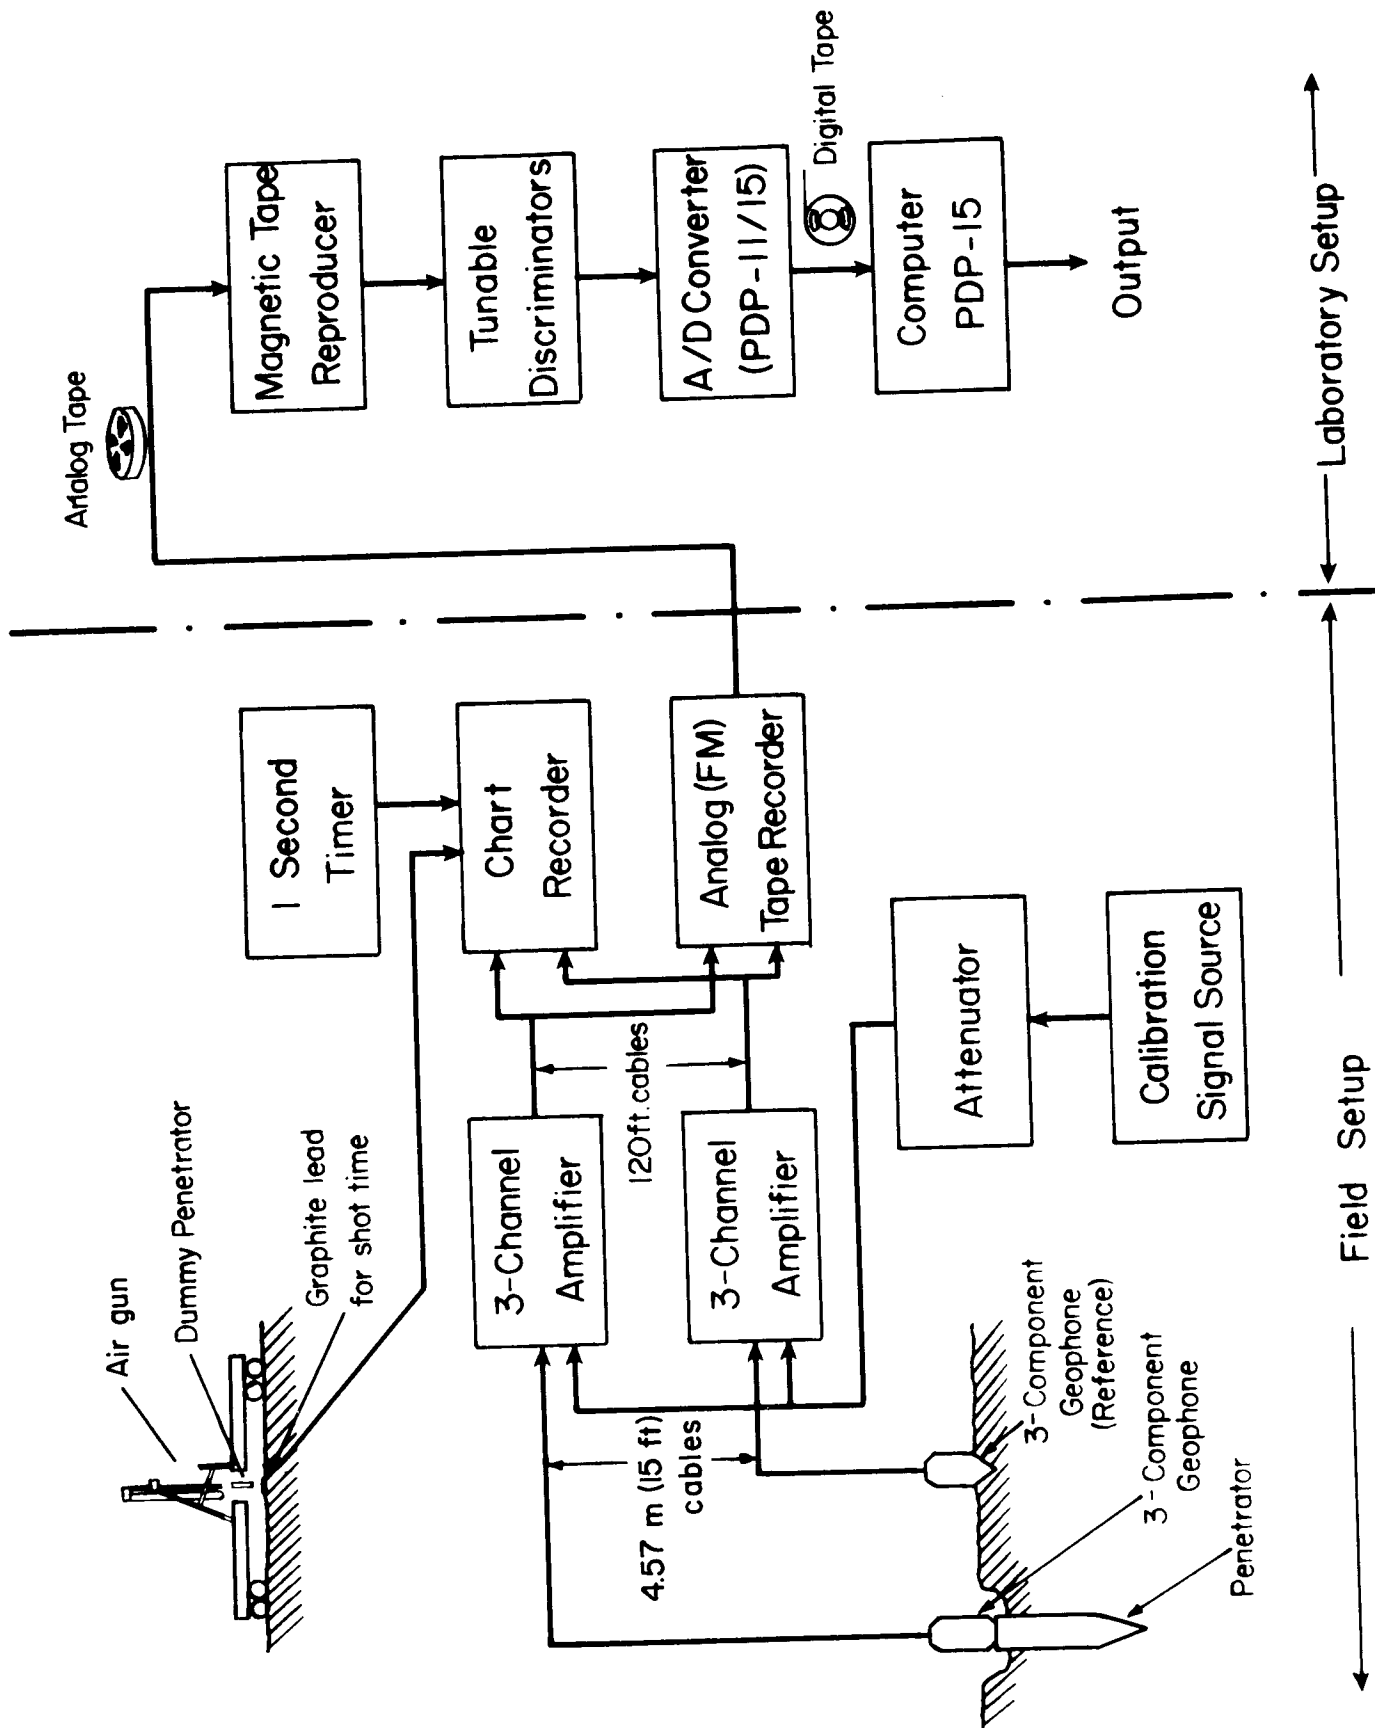 Air gun
Dummy Penetrator
Graphite lead
for shot time
1 Second
Timer
Chart
Recorder
Analog (FM)
Tape Recorder
3-Channel
Amplifier
3-Channel
Amplifier
120ft. cables
4.57 m (15 ft)
cables
Attenuator
Calibration
Signal Source
3-Component
Geophone
(Reference)
3-Component
Geophone
Penetrator
Analog Tape
Magnetic Tape
Reproducer
Tunable
Discriminators
A/D Converter
(PDP-11/15)
Digital Tape
Computer
PDP-15
Output
Field Setup
Laboratory Setup